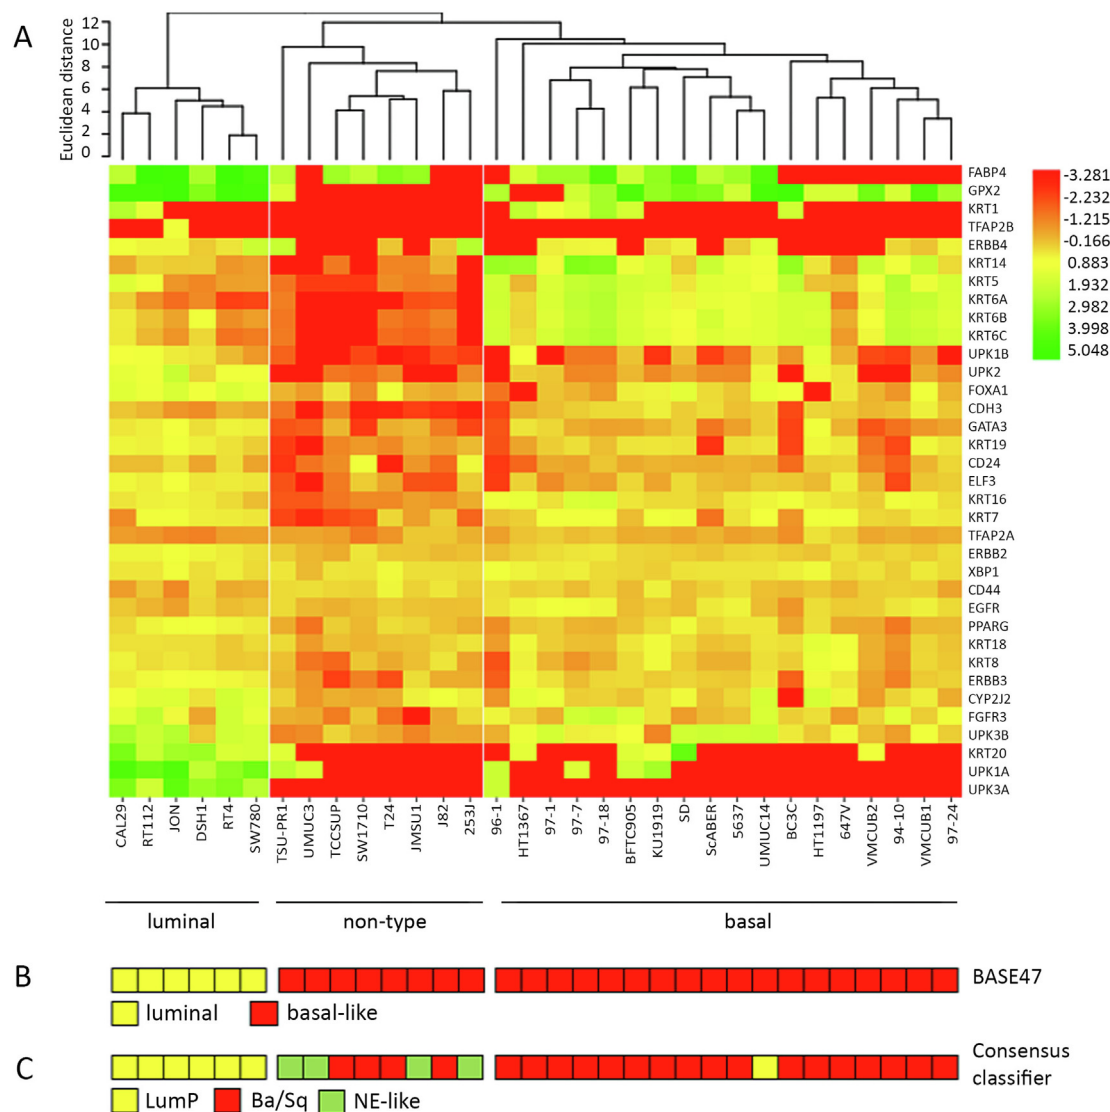 A
Euclidean distance
12
10
8
6
4
2
0
FABP4
GPX2
KRT1
TFAP2B
ERBB4
KRT14
KRT5
KRT6A
KRT6B
KRT6C
UPK1B
UPK2
FOXA1
CDH3
GATA3
KRT19
CD24
ELF3
KRT16
KRT7
TFAP2A
ERBB2
XBP1
CD44
EGFR
PPARG
KRT18
KRT8
ERBB3
CYP2J2
FGFR3
UPK3B
KRT20
UPK1A
UPK3A
-3.281
-2.232
-1.215
-0.166
0.883
1.932
2.982
3.998
5.048
CAL29
RT112
JON
DSH1
RT4
SW780
TSU-PR1
UMUC3
TCCSUP
SW1710
T24
JMSU1
J82
253J
96-1
HT1367
97-1
97-7
97-18
BFTC905
KU1919
SD
ScABER
5637
UMUC14
BC3C
HT1197
647V
VMCUB2
94-10
VMCUB1
97-24
luminal
non-type
basal
B
BASE47
luminal
basal-like
C
Consensus
classifier
LumP
Ba/Sq
NE-like